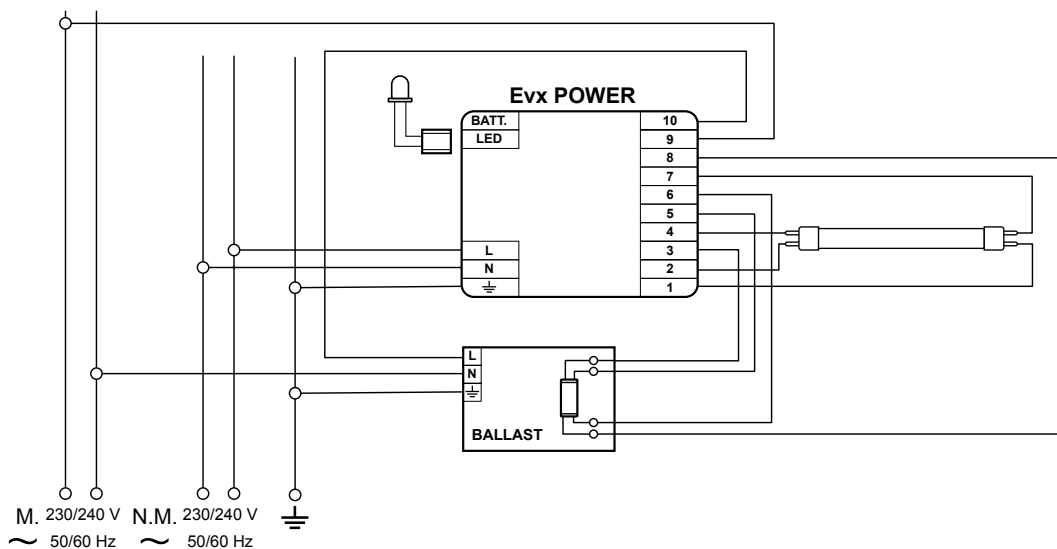 Evx POWER
BATT.
LED
10
9
8
7
6
5
4
3
2
1
L
N
L
N
BALLAST
M. 230/240 V N.M. 230/240 V
~ 50/60 Hz ~ 50/60 Hz